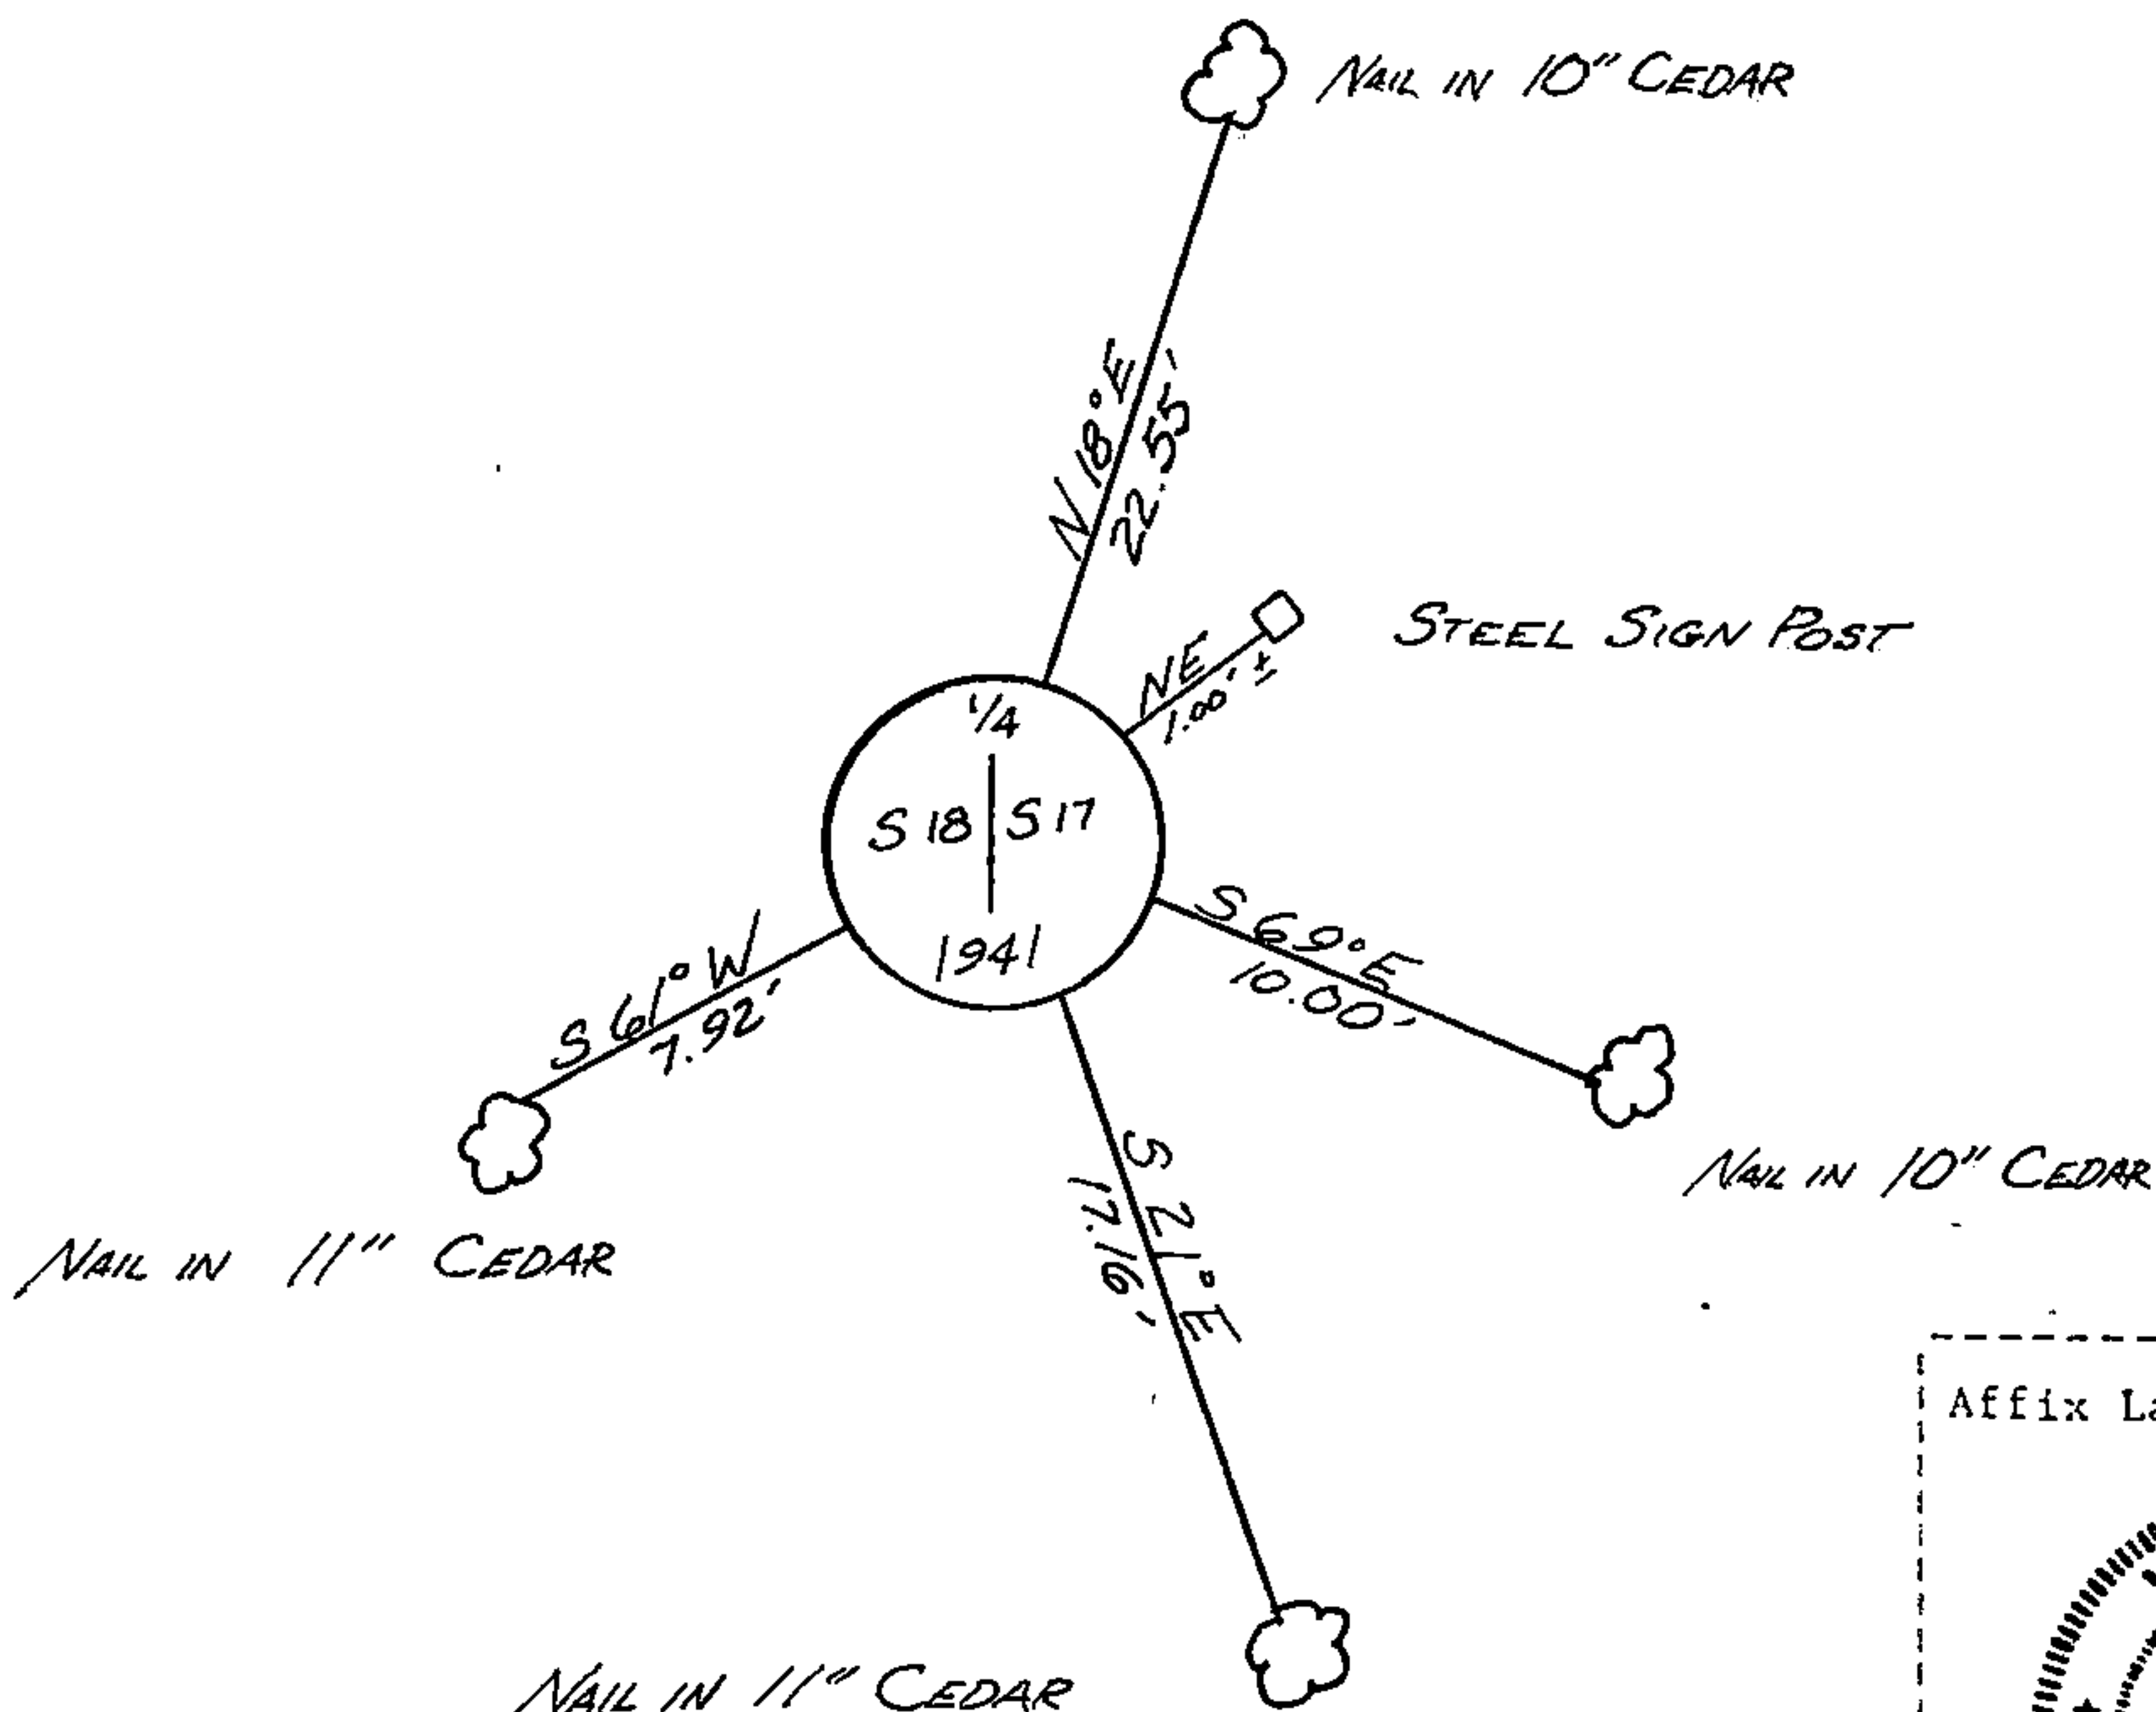 NAIL IN 10" CEDAR
N 18° E
22.55'
STEEL SIGN POST
NE
1.00' ±
1/4
S 18 | S 17
1941
S 69° E
10.00'
S 61° W
7.92'
NAIL IN 10" CEDAR
S 21° E
17.16'
NAIL IN 11" CEDAR
Affix La
NAIL IN 11" CEDAR